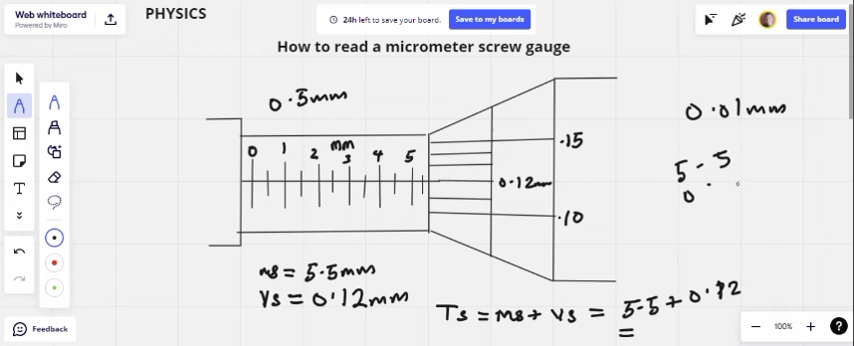 Web whiteboard
Powered by Miro
PHYSICS
24h left to save your board.
Save to my boards
Share board
How to read a micrometer screw gauge
0.5mm
0.01mm
0 1 2 mm 3 4 5
.15
0.12mm
.10
5.5
0.
ms = 5.5mm
Vs = 0.12mm
Ts = ms + Vs = 5.5 + 0.12
=
T
Feedback
100%
?